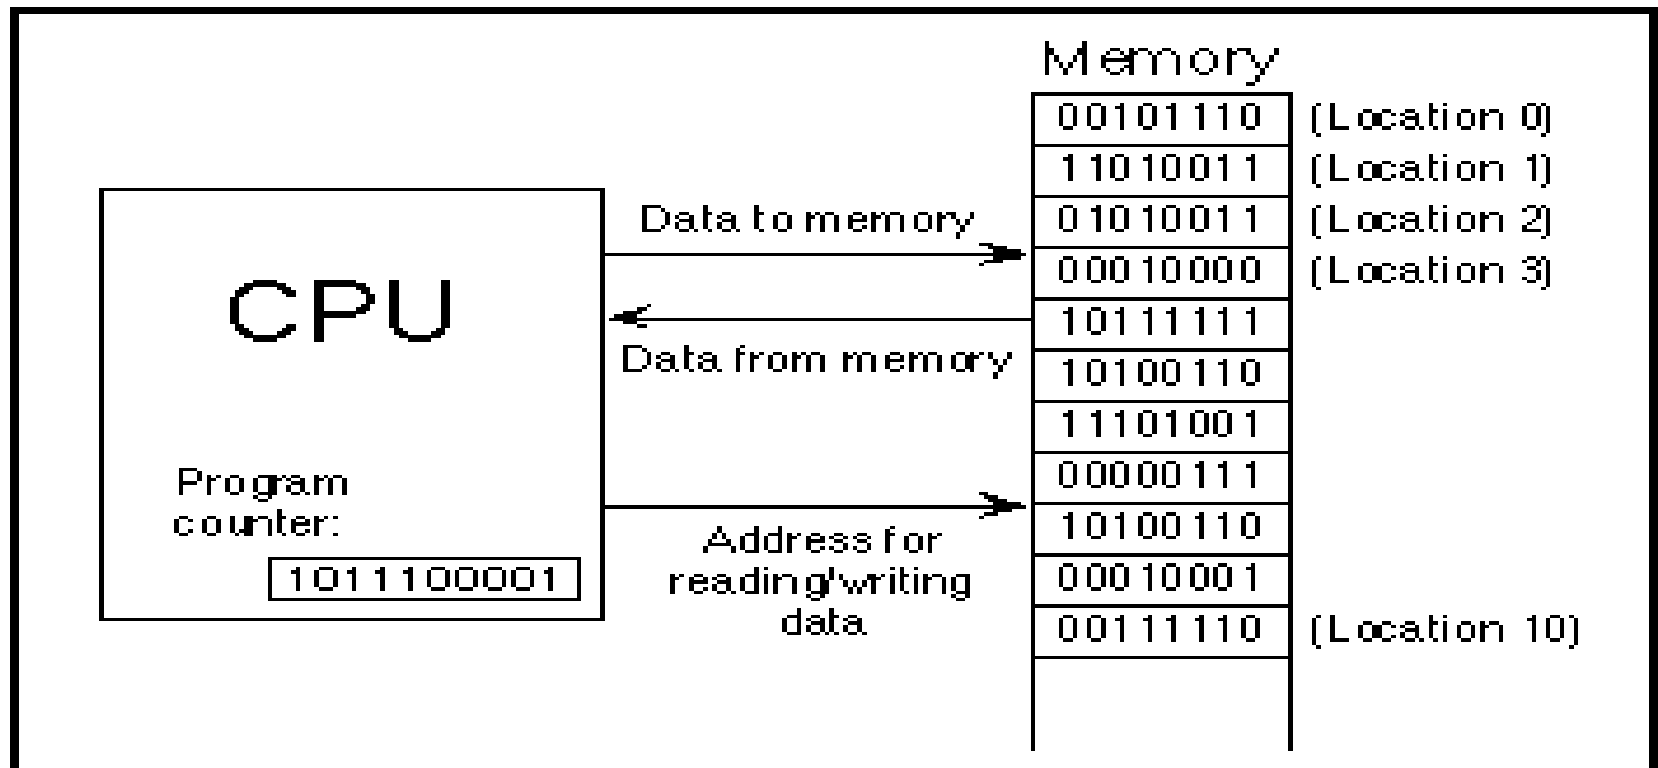 Memory
00101110 (Location 0)
11010011 (Location 1)
01010011 (Location 2)
00010000 (Location 3)
10111111
10100110
11101001
00000111
10100110
00010001
00111110 (Location 10)
Data to memory
Data from memory
Address for
reading/writing
data
CPU
Program
counter:
1011100001